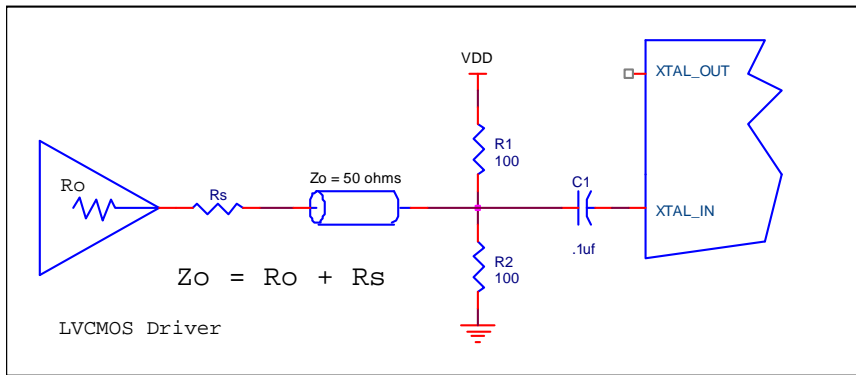 VDD
XTAL_OUT
R1
100
Ro
Rs
Zo = 50 ohms
C1
XTAL_IN
.1uf
R2
100
Zo = Ro + Rs
LVCMOS Driver